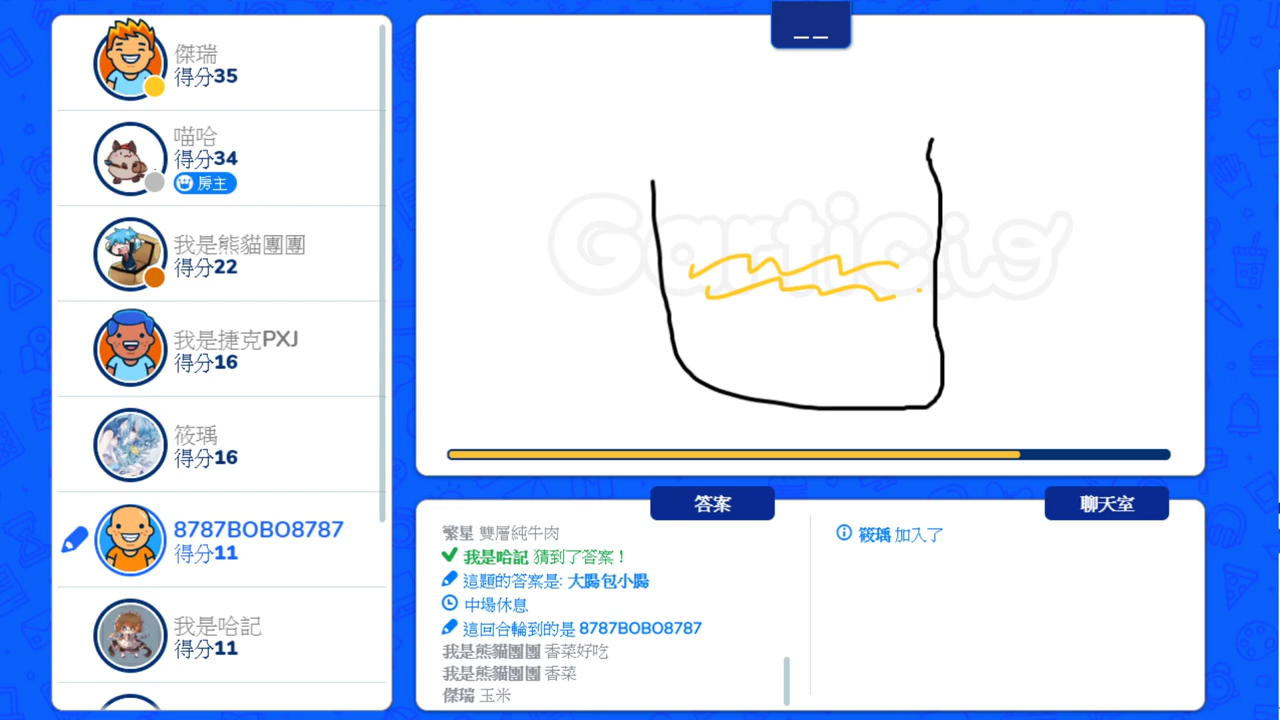 傑瑞
得分35
喵哈
得分34
房主
我是熊貓團團
得分22
我是捷克PXJ
得分16
筱瑀
得分16
8787BOBO8787
得分11
我是哈記
得分11
_ _
Gartic.is
答案
繁星 雙層純牛肉
我是哈記 猜到了答案！
這題的答案是: 大腸包小腸
中場休息
這回合輪到的是 8787BOBO8787
我是熊貓團團 香菜好吃
我是熊貓團團 香菜
傑瑞 玉米
聊天室
筱瑀 加入了